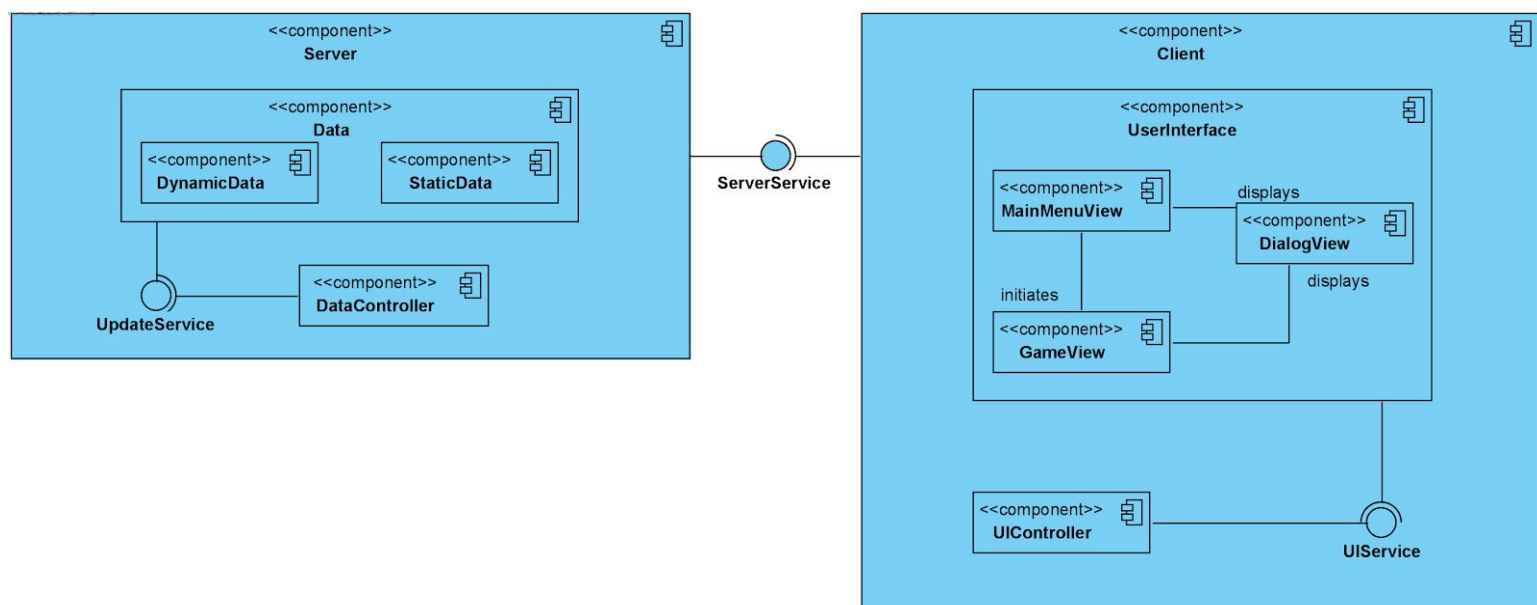 <<component>>
Server
<<component>>
Data
<<component>>
DynamicData
<<component>>
StaticData
UpdateService
<<component>>
DataController
ServerService
<<component>>
Client
<<component>>
UserInterface
<<component>>
MainMenuView
displays
<<component>>
DialogView
displays
initiates
<<component>>
GameView
<<component>>
UIController
UIService